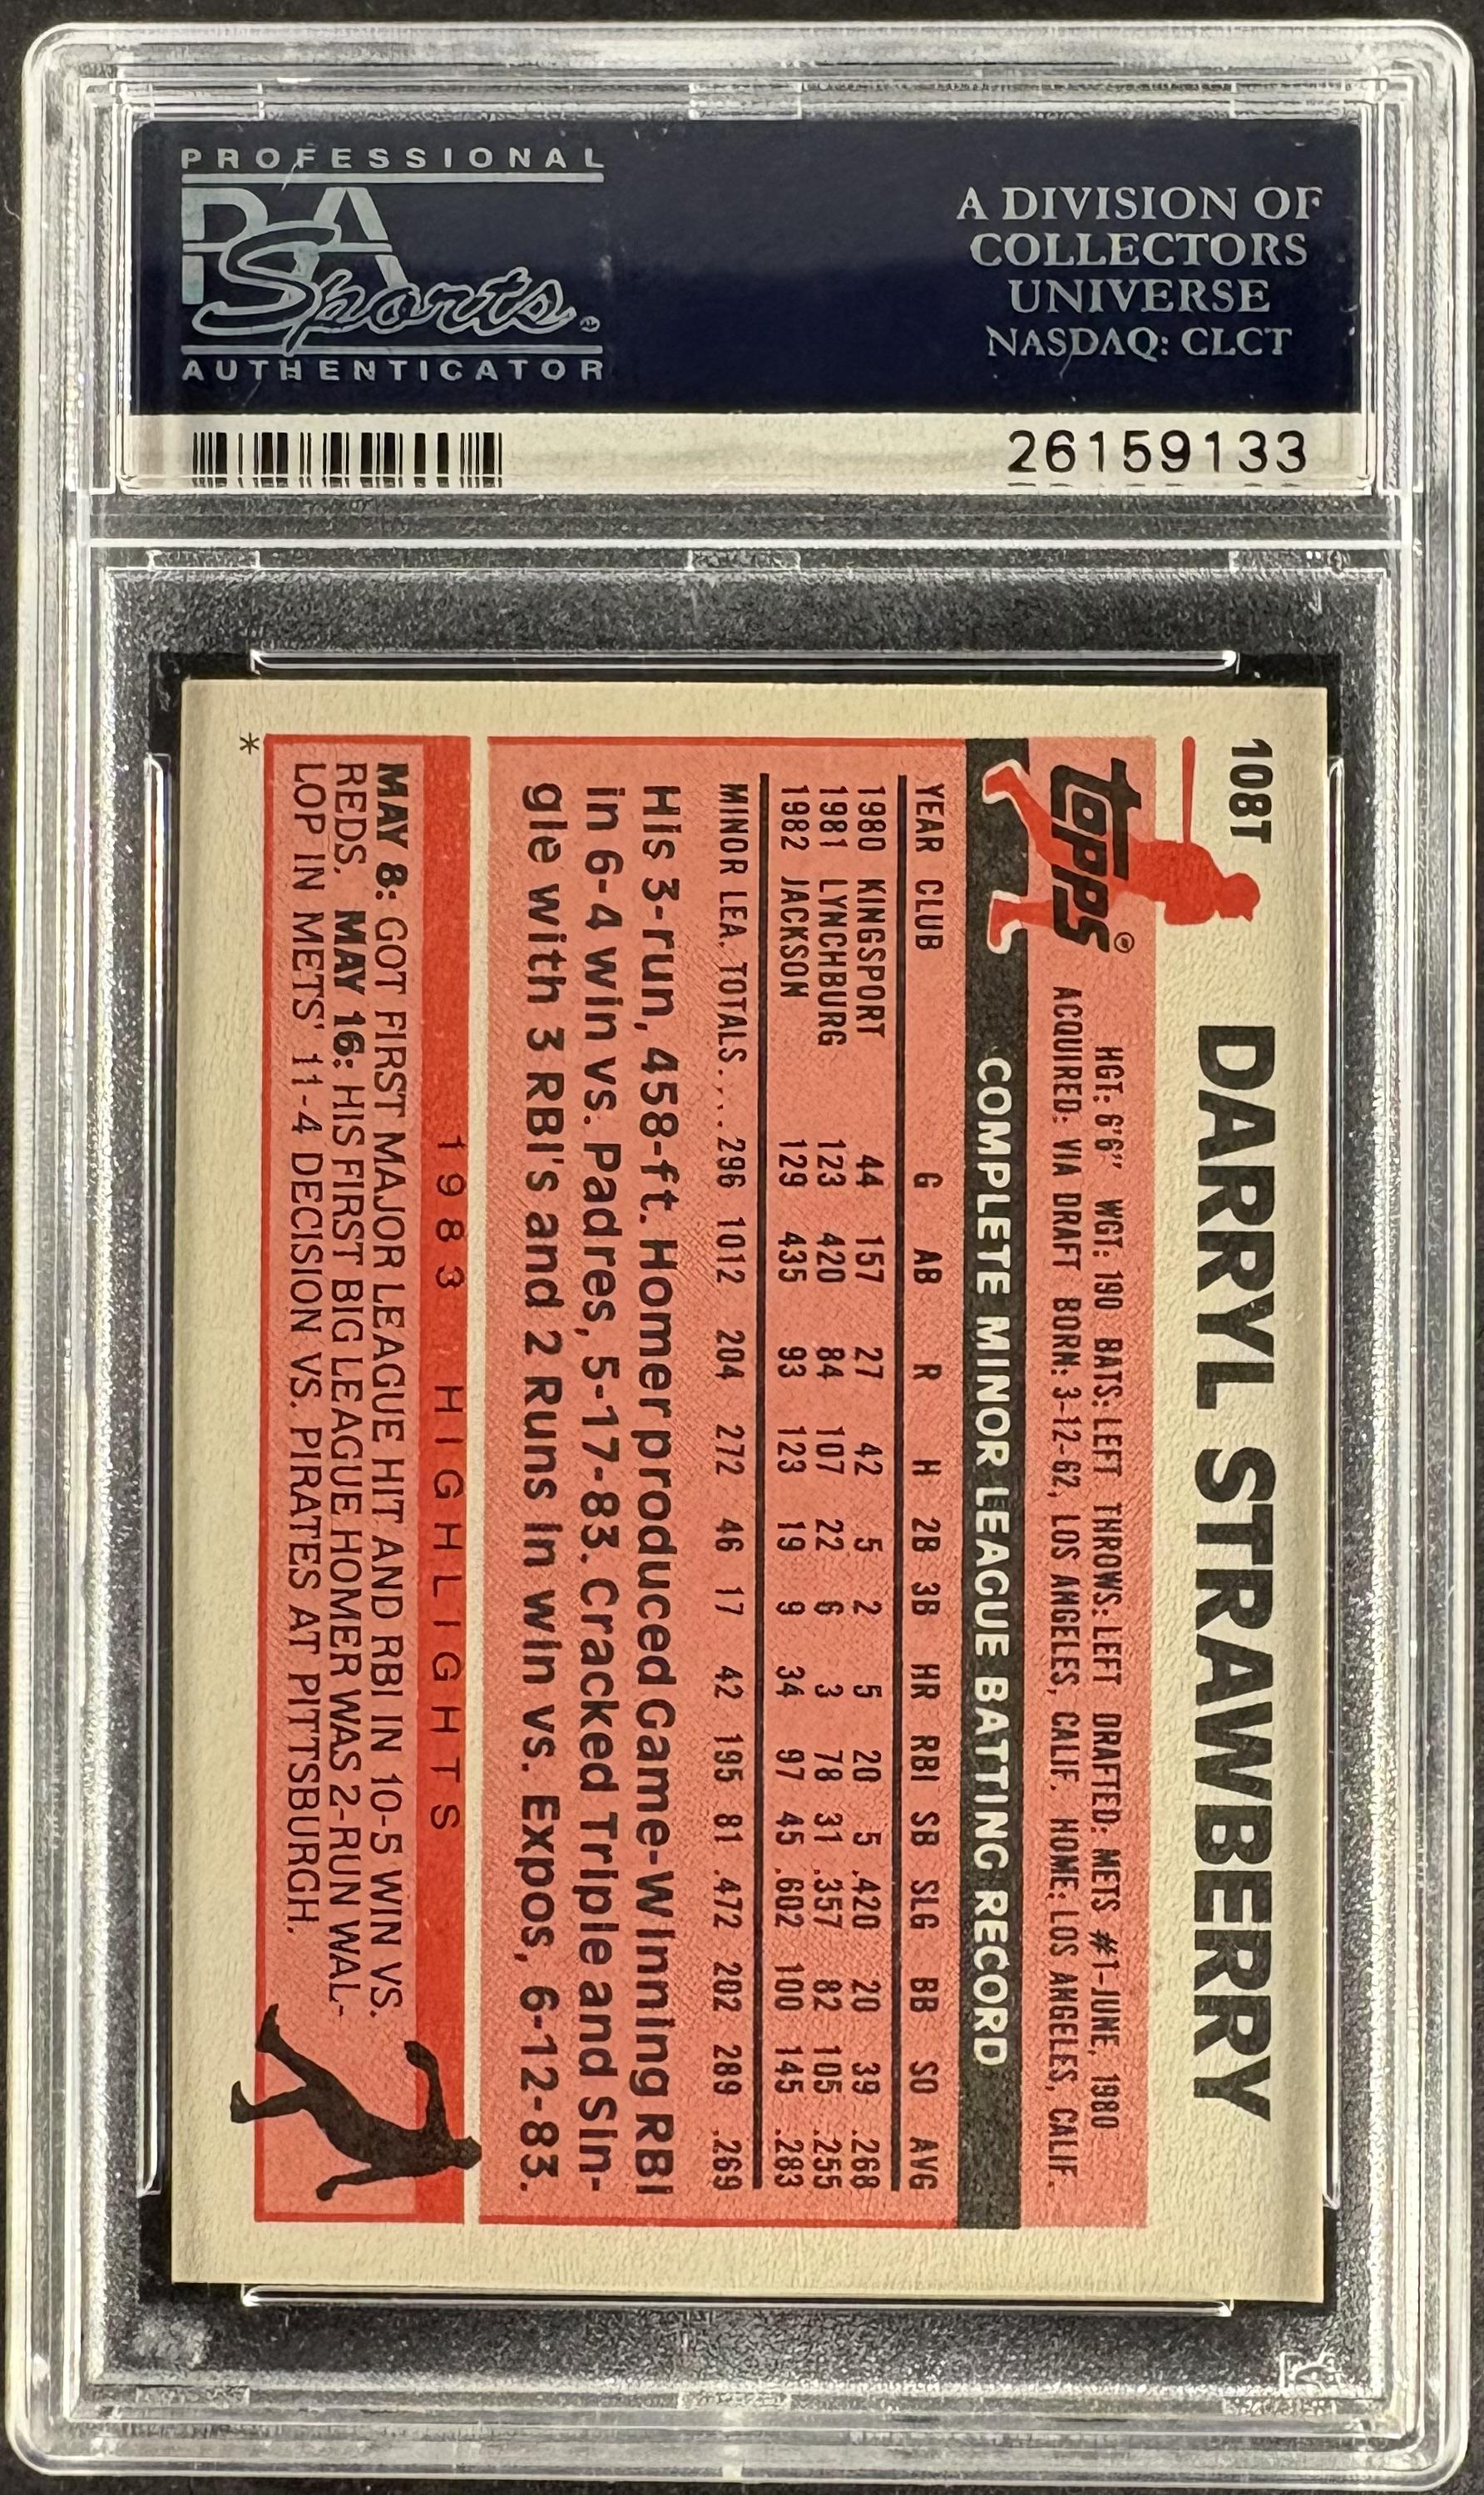 PROFESSIONAL
PSA
Sports
AUTHENTICATOR
A DIVISION OF
COLLECTORS
UNIVERSE
NASDAQ: CLCT
26159133
108T
DARRYL STRAWBERRY
topps®
HGT: 6'6" WGT: 190 BATS: LEFT THROWS: LEFT DRAFTED: METS #1-JUNE, 1980
ACQUIRED: VIA DRAFT BORN: 3-12-62, LOS ANGELES, CALIF. HOME: LOS ANGELES, CALIF.
COMPLETE MINOR LEAGUE BATTING RECORD
YEAR CLUB G AB R H 2B 3B HR RBI SB SLG BB SO AVG
1980 KINGSPORT 44 157 27 42 5 2 5 20 5 .420 20 39 .268
1981 LYNCHBURG 123 420 84 107 22 6 3 78 31 .357 82 105 .255
1982 JACKSON 129 435 93 123 19 9 34 97 45 .602 100 145 .283
MINOR LEA. TOTALS.... 296 1012 204 272 46 17 42 195 81 .472 202 289 .269
His 3-run, 458-ft. Homer produced Game-Winning RBI
in 6-4 win vs. Padres, 5-17-83. Cracked Triple and Sin-
gle with 3 RBI's and 2 Runs in win vs. Expos, 6-12-83.
1983 HIGHLIGHTS
MAY 8: GOT FIRST MAJOR LEAGUE HIT AND RBI IN 10-5 WIN VS.
REDS. MAY 16: HIS FIRST BIG LEAGUE HOMER WAS 2-RUN WAL-
LOP IN METS' 11-4 DECISION VS. PIRATES AT PITTSBURGH.
*